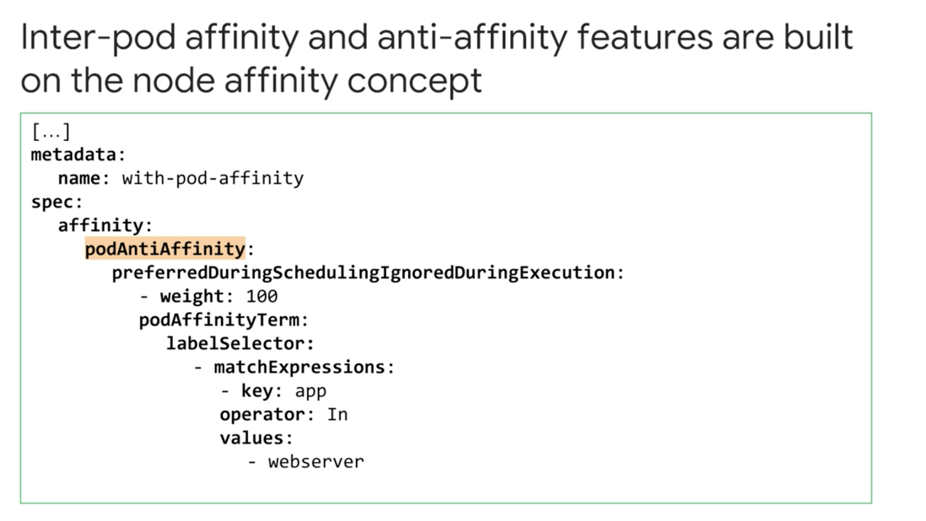 Inter-pod affinity and anti-affinity features are built
on the node affinity concept
[...]
metadata:
name: with-pod-affinity
spec:
affinity:
podAntiAffinity:
preferredDuringSchedulingIgnoredDuringExecution:
- weight: 100
podAffinityTerm:
labelSelector:
- matchExpressions:
- key: app
operator: In
values:
- webserver